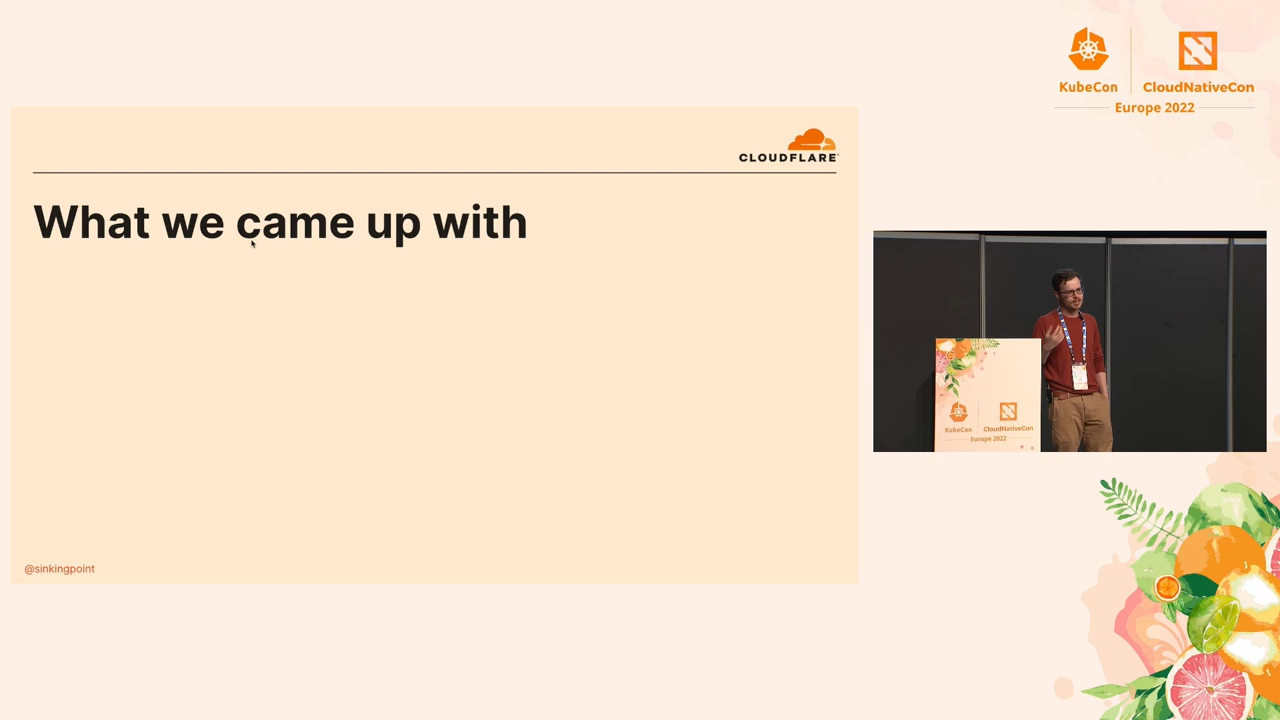 KubeCon
CloudNativeCon
Europe 2022
CLOUDFLARE
What we came up with
@sinkingpoint
KubeCon
CloudNativeCon
Europe 2022